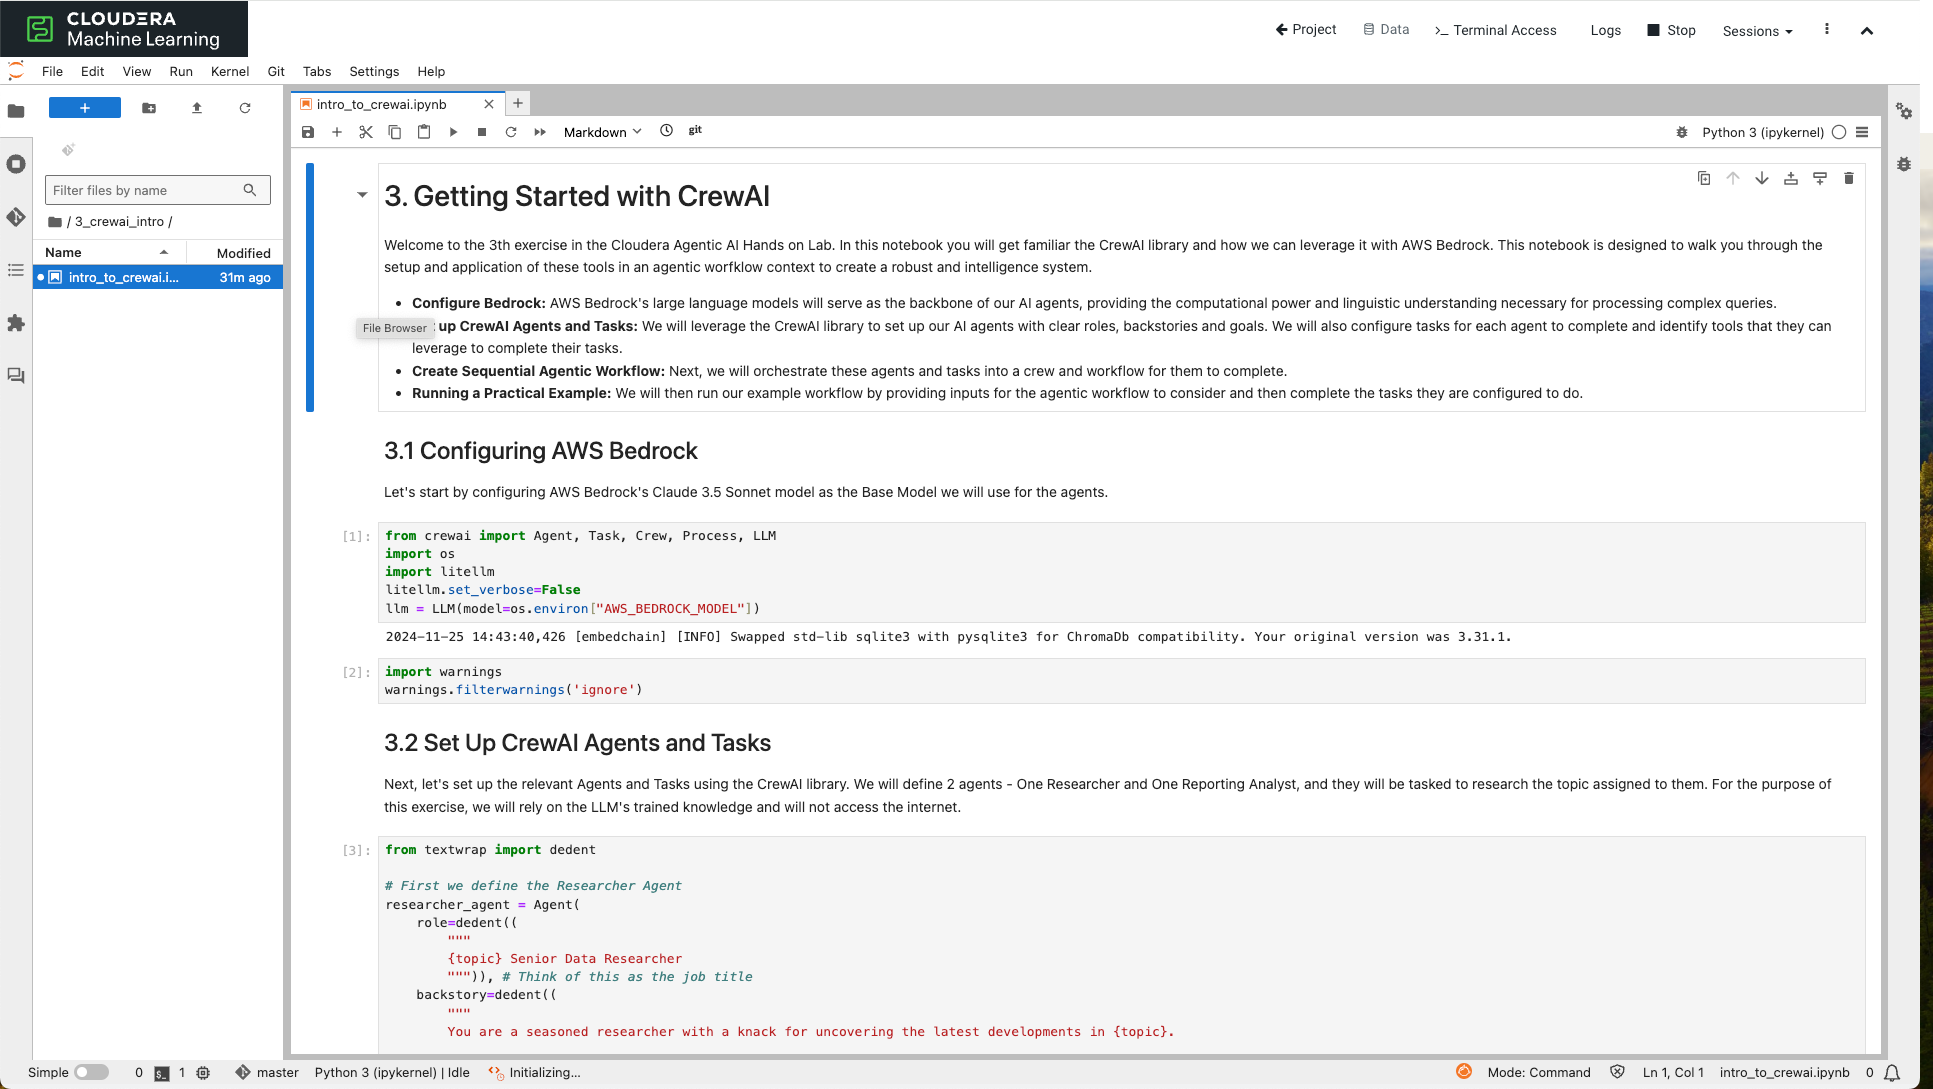 CLOUDERA
Machine Learning
Project
Data
Terminal Access
Logs
Stop
Sessions
File Edit View Run Kernel Git Tabs Settings Help
intro_to_crewai.ipynb
Markdown
git
Python 3 (ipykernel)
Filter files by name
/ 3_crewai_intro /
Name
Modified
intro_to_crewai.i...
31m ago
3. Getting Started with CrewAI
Welcome to the 3th exercise in the Cloudera Agentic AI Hands on Lab. In this notebook you will get familiar the CrewAI library and how we can leverage it with AWS Bedrock. This notebook is designed to walk you through the
setup and application of these tools in an agentic worfklow context to create a robust and intelligence system.
• Configure Bedrock: AWS Bedrock's large language models will serve as the backbone of our AI agents, providing the computational power and linguistic understanding necessary for processing complex queries.
File Browser
up CrewAI Agents and Tasks: We will leverage the CrewAI library to set up our AI agents with clear roles, backstories and goals. We will also configure tasks for each agent to complete and identify tools that they can
leverage to complete their tasks.
• Create Sequential Agentic Workflow: Next, we will orchestrate these agents and tasks into a crew and workflow for them to complete.
• Running a Practical Example: We will then run our example workflow by providing inputs for the agentic workflow to consider and then complete the tasks they are configured to do.
3.1 Configuring AWS Bedrock
Let's start by configuring AWS Bedrock's Claude 3.5 Sonnet model as the Base Model we will use for the agents.
[1]:
from crewai import Agent, Task, Crew, Process, LLM
import os
import litellm
litellm.set_verbose=False
llm = LLM(model=os.environ["AWS_BEDROCK_MODEL"])
2024-11-25 14:43:40,426 [embedchain] [INFO] Swapped std-lib sqlite3 with pysqlite3 for ChromaDb compatibility. Your original version was 3.31.1.
[2]:
import warnings
warnings.filterwarnings('ignore')
3.2 Set Up CrewAI Agents and Tasks
Next, let's set up the relevant Agents and Tasks using the CrewAI library. We will define 2 agents - One Researcher and One Reporting Analyst, and they will be tasked to research the topic assigned to them. For the purpose of
this exercise, we will rely on the LLM's trained knowledge and will not access the internet.
[3]:
from textwrap import dedent
# First we define the Researcher Agent
researcher_agent = Agent(
role=dedent((
"""
{topic} Senior Data Researcher
""")), # Think of this as the job title
backstory=dedent((
"""
You are a seasoned researcher with a knack for uncovering the latest developments in {topic}.
Simple
0
1
master
Python 3 (ipykernel) | Idle
Initializing...
Mode: Command
Ln 1, Col 1
intro_to_crewai.ipynb
0